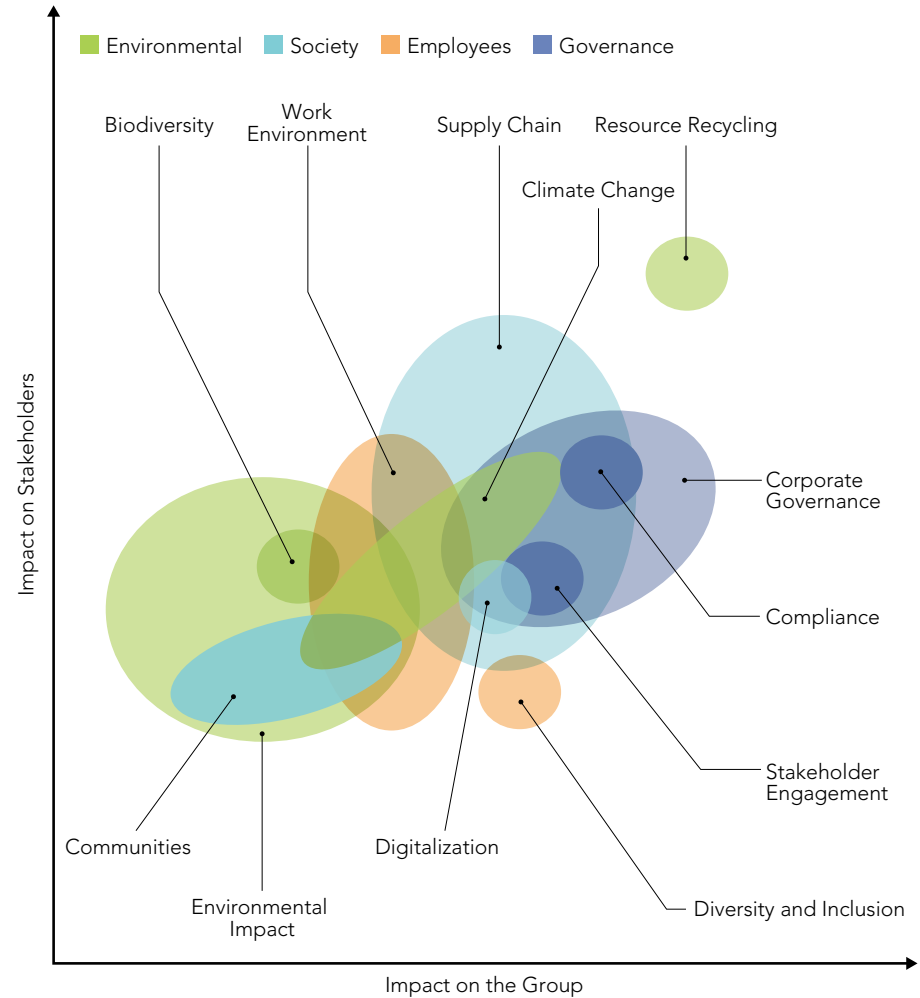 Environmental
Society
Employees
Governance
Biodiversity
Work
Environment
Supply Chain
Resource Recycling
Climate Change
Impact on Stakeholders
Corporate
Governance
Compliance
Stakeholder
Engagement
Communities
Digitalization
Environmental
Impact
Diversity and Inclusion
Impact on the Group